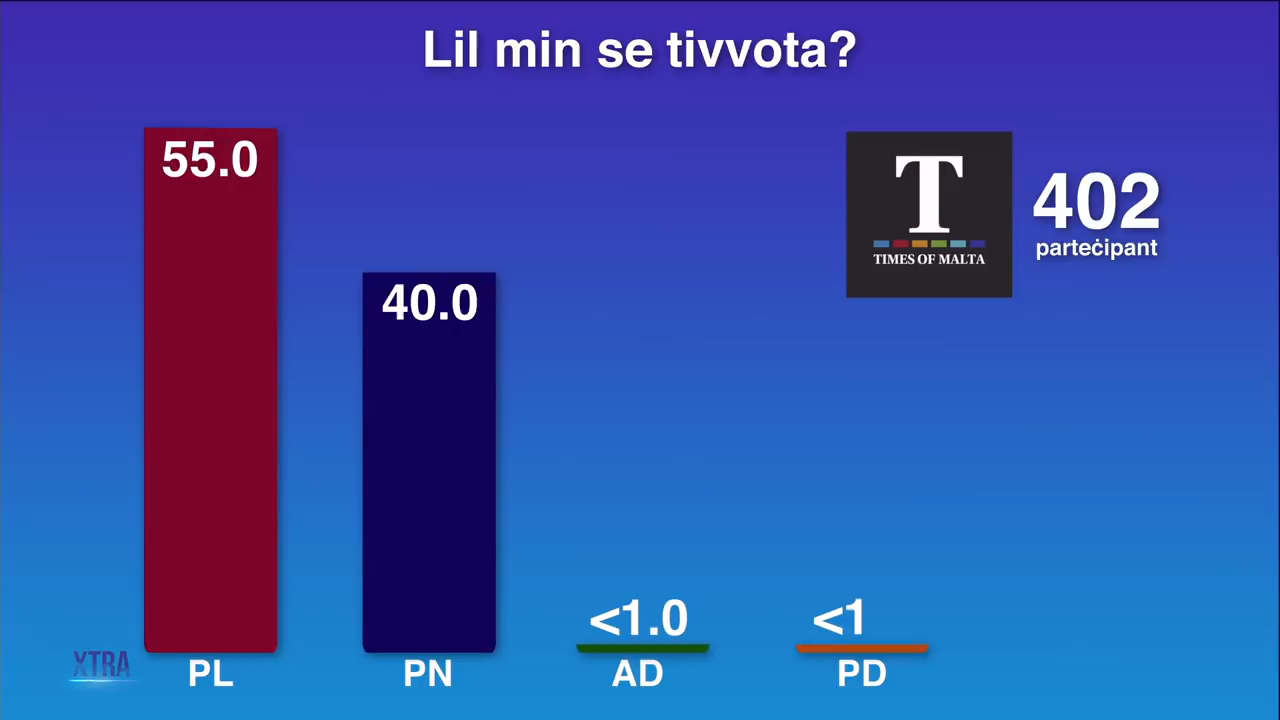 Lil min se tivvota?
55.0
40.0
<1.0
<1
PL
PN
AD
PD
T
TIMES OF MALTA
402
parteċipant
XTRA